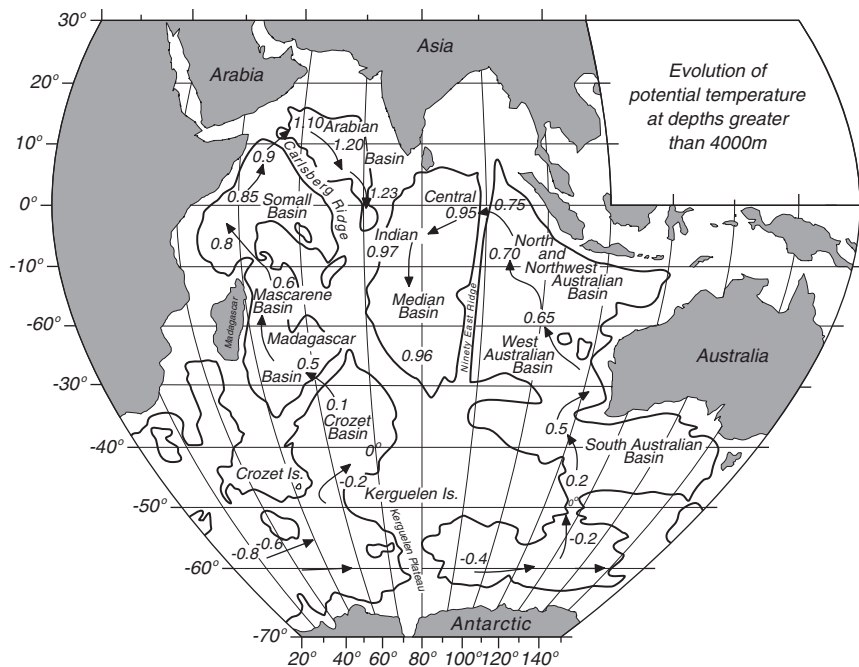 30°
Asia
Arabia
Evolution of
potential temperature
at depths greater
than 4000m
20°
10°
1.10
Arabian
1.20
Basin
0.9
Carlsberg Ridge
1.23
0.85
Somall
Basin
Central
0.95
0.75
0°
0.8
Indian
0.97
North
and
Northwest
Australian
Basin
0.70
-10°
0.6
Mascarene
Basin
Median
Basin
Ninety East Ridge
Madagascar
-60°
Madagascar
0.65
West
Australian
Basin
Australia
0.96
0.5
Basin
-30°
0.1
Crozet
Basin
0°
0.5
South Australian
Basin
-40°
Crozet Is.
-0.2
Kerguelen Is.
0.2
0°
-50°
Kerguelen Plateau
-0.2
-0.6
-0.8
-0.4
-60°
Antarctic
-70°
20° 40° 60° 80° 100° 120° 140°